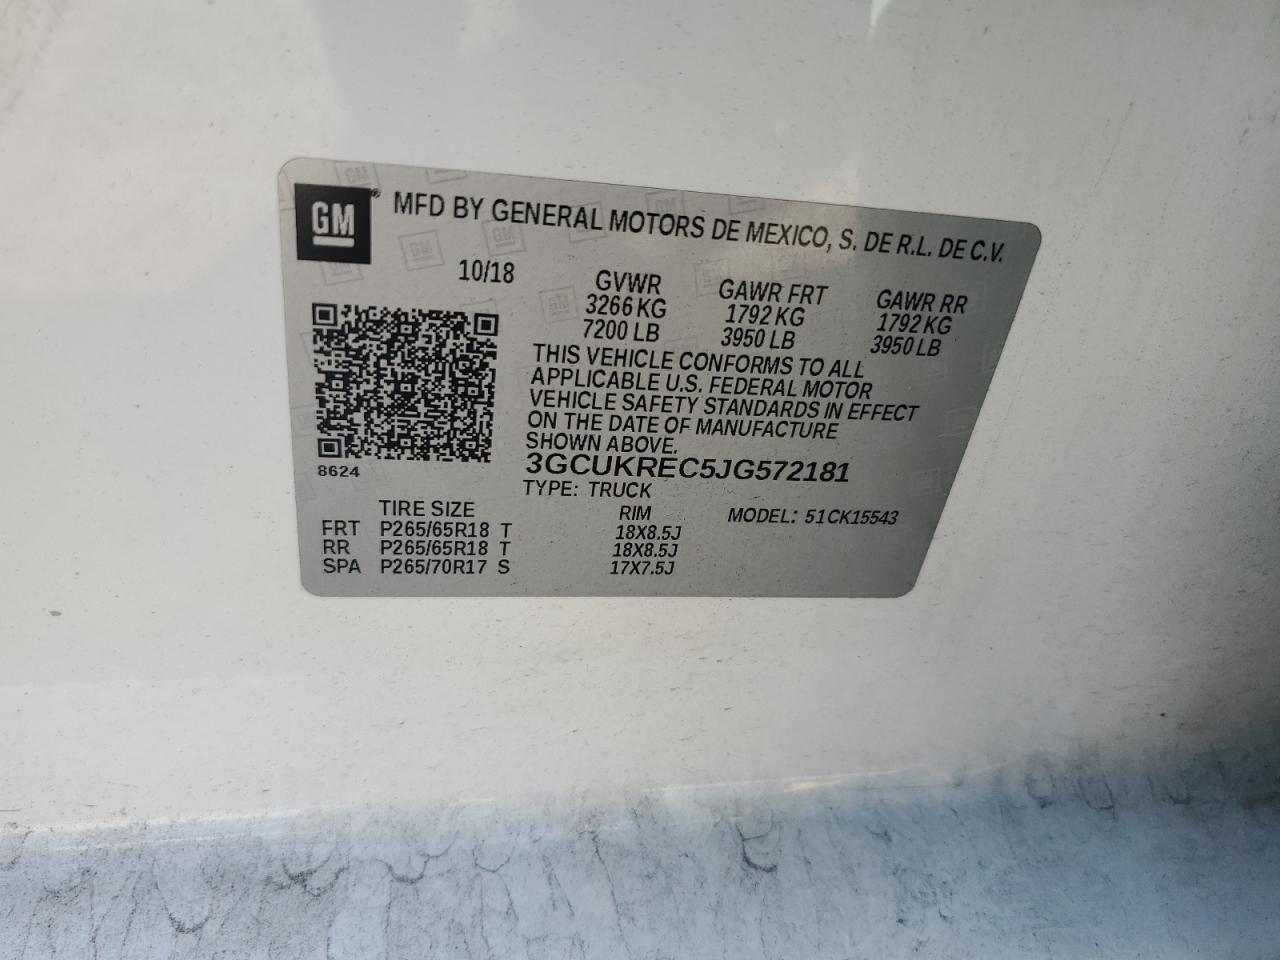 GM® MFD BY GENERAL MOTORS DE MEXICO, S. DE R.L. DE C.V.
10/18 GVWR GAWR FRT GAWR RR
3266 KG 1792 KG 1792 KG
7200 LB 3950 LB 3950 LB
THIS VEHICLE CONFORMS TO ALL
APPLICABLE U.S. FEDERAL MOTOR
VEHICLE SAFETY STANDARDS IN EFFECT
ON THE DATE OF MANUFACTURE
SHOWN ABOVE.
8624 3GCUKREC5JG572181
TYPE: TRUCK
TIRE SIZE RIM MODEL: 51CK15543
FRT P265/65R18 T 18X8.5J
RR P265/65R18 T 18X8.5J
SPA P265/70R17 S 17X7.5J